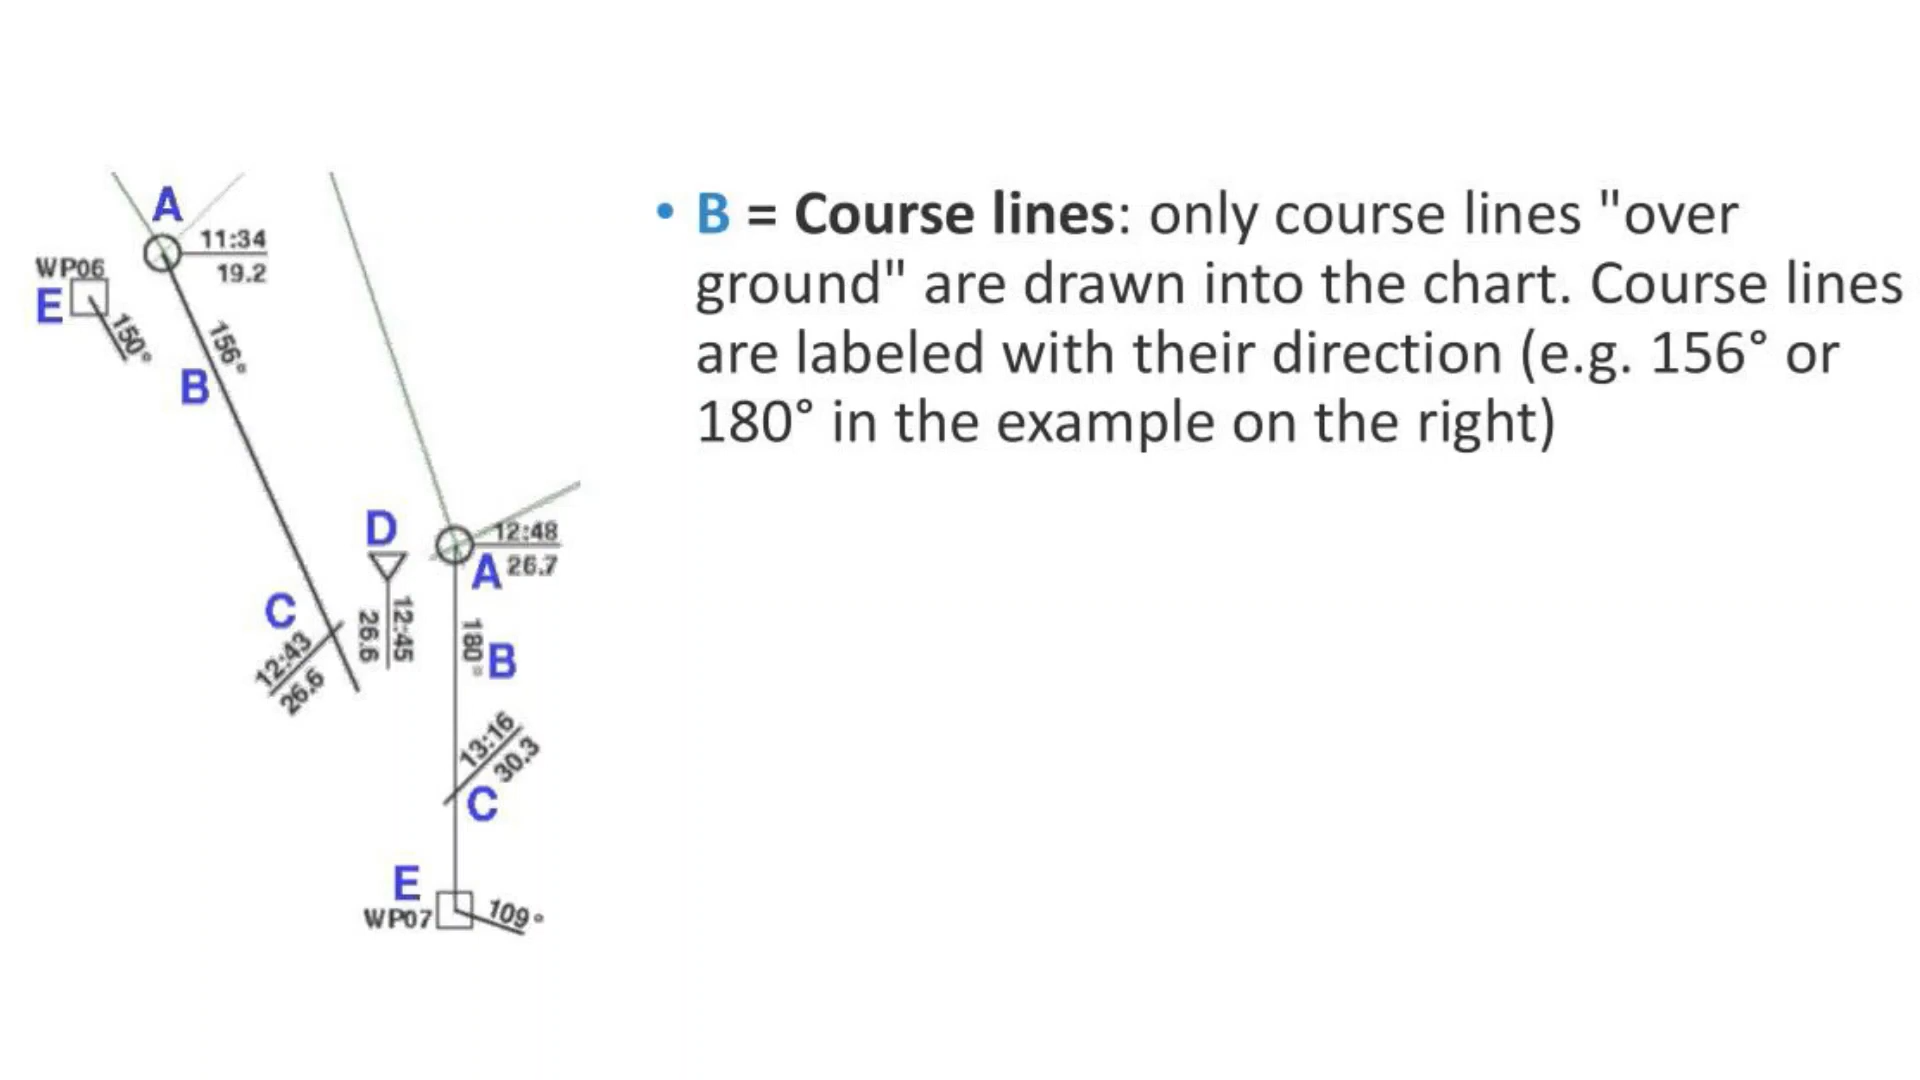 A
11:34
19.2
WP06
E
150°
156°
B
D
12:48
A 26.7
C
12:43
26.6
12:45
26.6
180°
B
13:16
30.3
C
E
WP07
109°
• B = Course lines: only course lines "over
ground" are drawn into the chart. Course lines
are labeled with their direction (e.g. 156° or
180° in the example on the right)